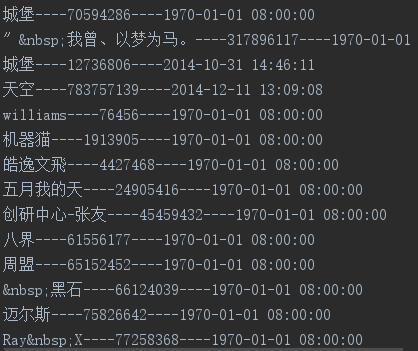 城堡----70594286----1970-01-01 08:00:00
″&nbsp;我曾、以梦为马。----317896117----1970-01-01
城堡----12736806----2014-10-31 14:46:11
天空----783757139----2014-12-11 13:09:08
williams----76456----1970-01-01 08:00:00
机器猫----1913905----1970-01-01 08:00:00
皓逸文飛----4427468----1970-01-01 08:00:00
五月我的天----24905416----1970-01-01 08:00:00
创研中心-张友----45459432----1970-01-01 08:00:00
八界----61556177----1970-01-01 08:00:00
周盟----65152452----1970-01-01 08:00:00
&nbsp;黑石----66124039----1970-01-01 08:00:00
迈尔斯----75826642----1970-01-01 08:00:00
Ray&nbsp;X----77258368----1970-01-01 08:00:00